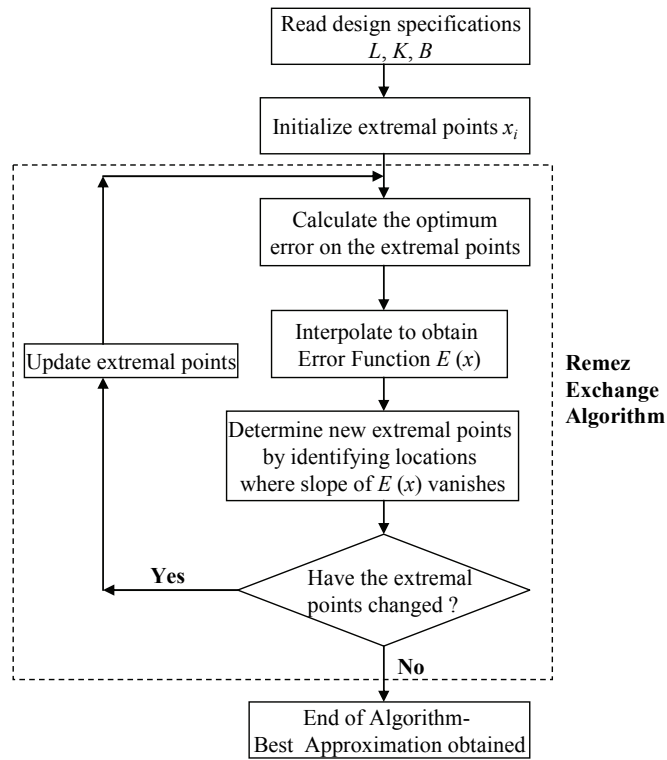 Read design specifications
L, K, B
Initialize extremal points xi
Calculate the optimum
error on the extremal points
Interpolate to obtain
Error Function E (x)
Update extremal points
Remez
Exchange
Algorithm
Determine new extremal points
by identifying locations
where slope of E (x) vanishes
Yes
Have the extremal
points changed ?
No
End of Algorithm-
Best Approximation obtained